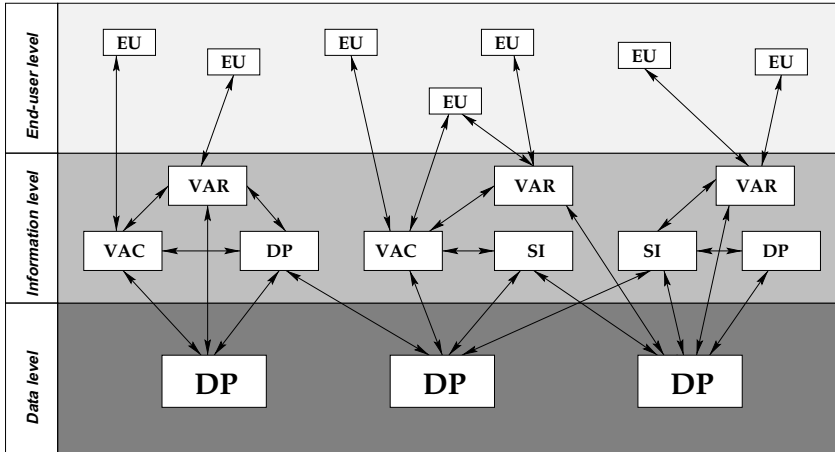 End-user level
EU
EU
EU
EU
EU
EU
EU
Information level
VAR
VAR
VAR
VAC
DP
VAC
SI
SI
DP
Data level
DP
DP
DP